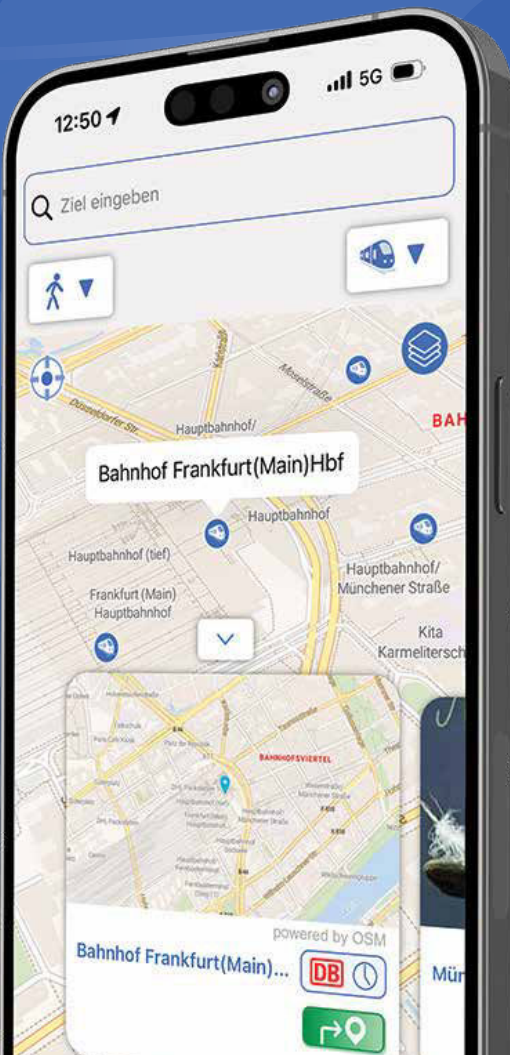 12:50
5G
Ziel eingeben
Moselstraße
Düsseldorfer Str
Hauptbahnhof/
BAH
Bahnhof Frankfurt(Main)Hbf
Hauptbahnhof
Hauptbahnhof (tief)
Hauptbahnhof/
Münchener Straße
Frankfurt (Main)
Hauptbahnhof
Kita
Karmelitersch
BAHNHOFSVIERTEL
powered by OSM
Bahnhof Frankfurt(Main)...
DB
Mün